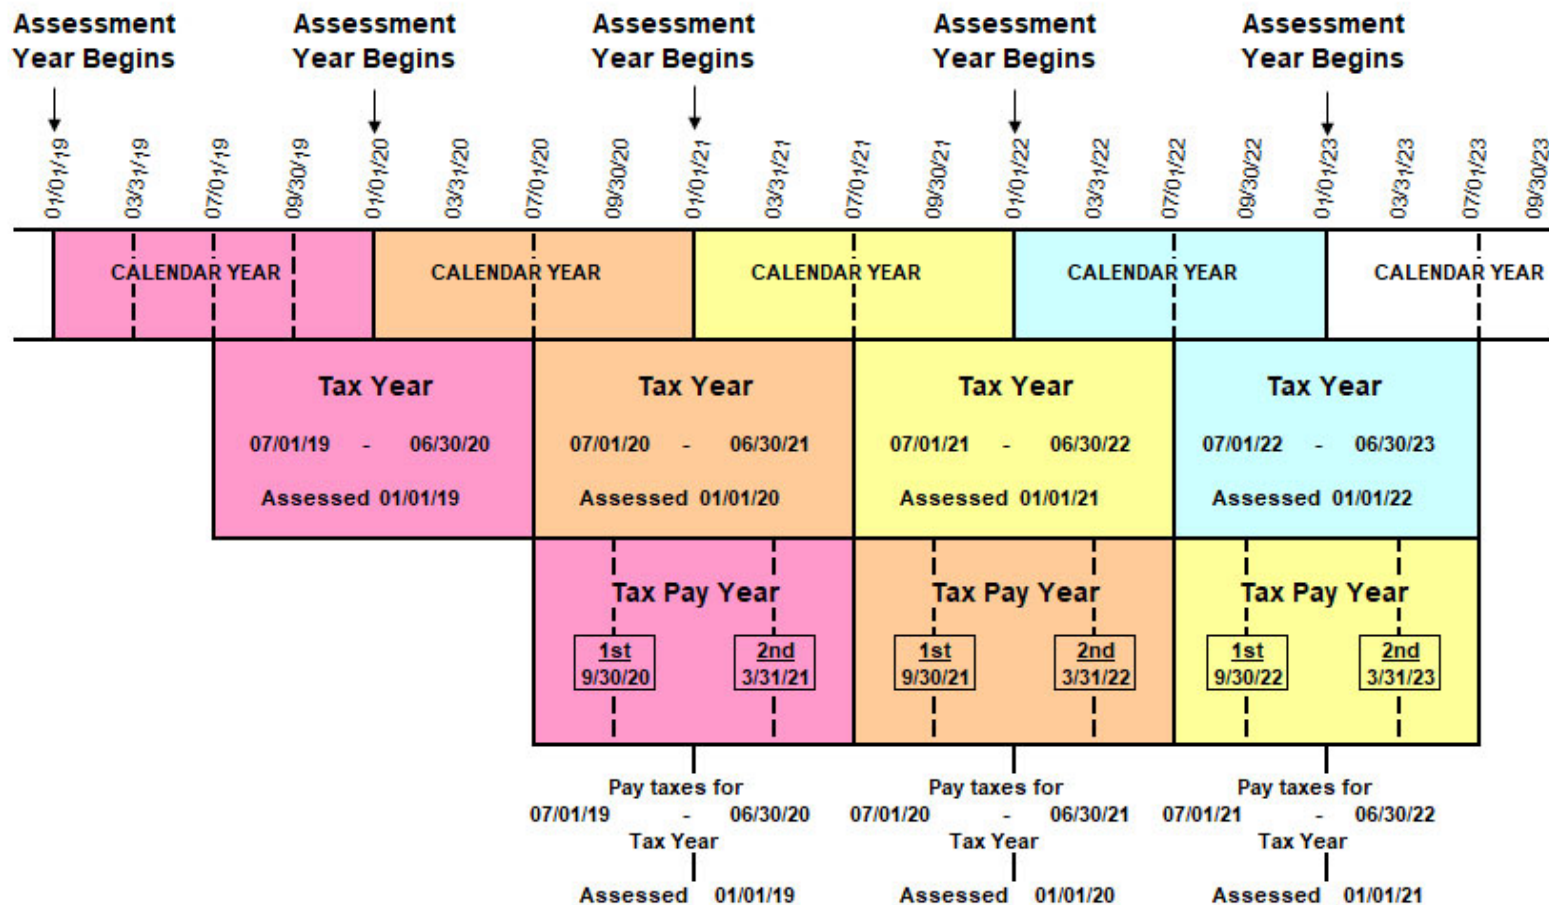 Assessment Assessment Assessment Assessment Assessment
Year Begins Year Begins Year Begins Year Begins Year Begins
01/01/19 03/31/19 07/01/19 09/30/19 01/01/20 03/31/20 07/01/20 09/30/20 01/01/21 03/31/21 07/01/21 09/30/21 01/01/22 03/31/22 07/01/22 09/30/22 01/01/23 03/31/23 07/01/23 09/30/23
CALENDAR YEAR CALENDAR YEAR CALENDAR YEAR CALENDAR YEAR CALENDAR YEAR
Tax Year Tax Year Tax Year Tax Year
07/01/19 - 06/30/20 07/01/20 - 06/30/21 07/01/21 - 06/30/22 07/01/22 - 06/30/23
Assessed 01/01/19 Assessed 01/01/20 Assessed 01/01/21 Assessed 01/01/22
Tax Pay Year Tax Pay Year Tax Pay Year
1st 2nd 1st 2nd 1st 2nd
9/30/20 3/31/21 9/30/21 3/31/22 9/30/22 3/31/23
Pay taxes for Pay taxes for Pay taxes for
07/01/19 - 06/30/20 07/01/20 - 06/30/21 07/01/21 - 06/30/22
Tax Year Tax Year Tax Year
Assessed 01/01/19 Assessed 01/01/20 Assessed 01/01/21